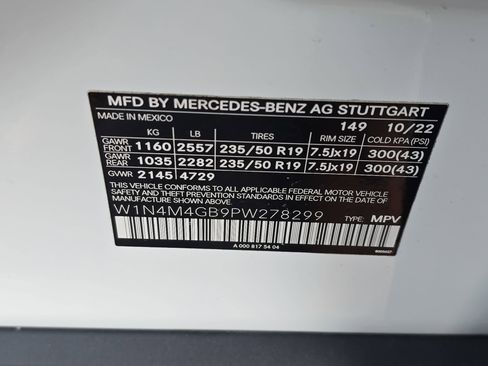 MFD BY MERCEDES-BENZ AG STUTTGART
MADE IN MEXICO 149 10/22
KG LB TIRES RIM SIZE COLD KPA (PSI)
GAWR FRONT 1160 2557 235/50 R19 7.5Jx19 300(43)
GAWR REAR 1035 2282 235/50 R19 7.5Jx19 300(43)
GVWR 2145 4729
THIS VEHICLE CONFORMS TO ALL APPLICABLE FEDERAL MOTOR VEHICLE
SAFETY, BUMPER, AND THEFT PREVENTION STANDARDS IN EFFECT ON THE DATE
OF MANUFACTURE SHOWN ABOVE.
W1N4M4GB9PW278299 TYPE: MPV
A 000 817 54 04